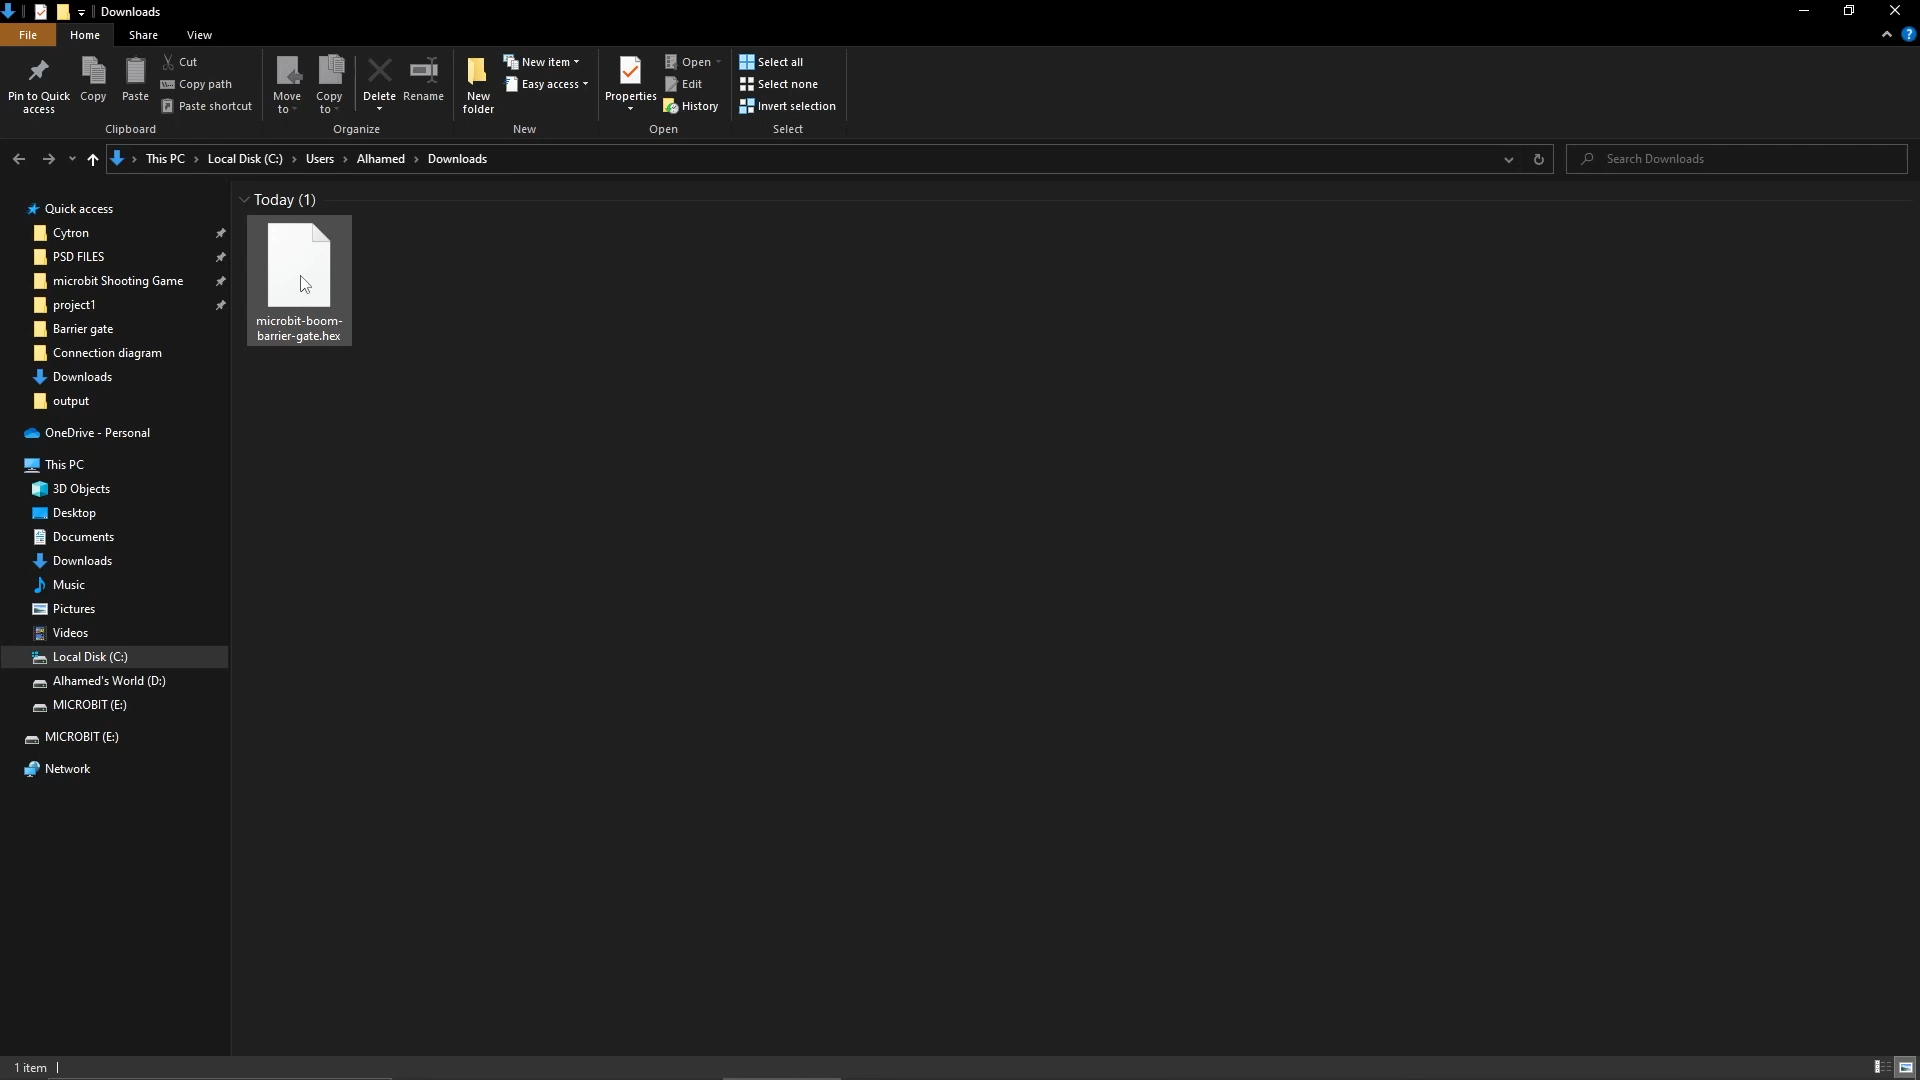 Downloads
File Home Share View
Pin to Quick access
Copy
Paste
Cut
Copy path
Paste shortcut
Clipboard
Move to
Copy to
Delete
Rename
Organize
New folder
New item
Easy access
New
Properties
Open
Edit
History
Open
Select all
Select none
Invert selection
Select
This PC › Local Disk (C:) › Users › Alhamed › Downloads
Search Downloads
Quick access
Cytron
PSD FILES
microbit Shooting Game
project1
Barrier gate
Connection diagram
Downloads
output
OneDrive - Personal
This PC
3D Objects
Desktop
Documents
Downloads
Music
Pictures
Videos
Local Disk (C:)
Alhamed's World (D:)
MICROBIT (E:)
MICROBIT (E:)
Network
Today (1)
microbit-boom-
barrier-gate.hex
1 item